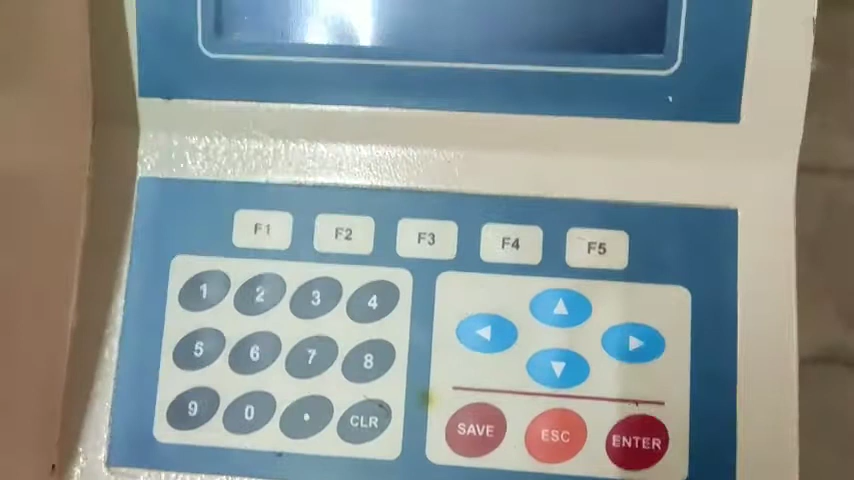 F1 F2 F3 F4 F5
1 2 3 4
5 6 7 8
9 0 . CLR
SAVE ESC ENTER